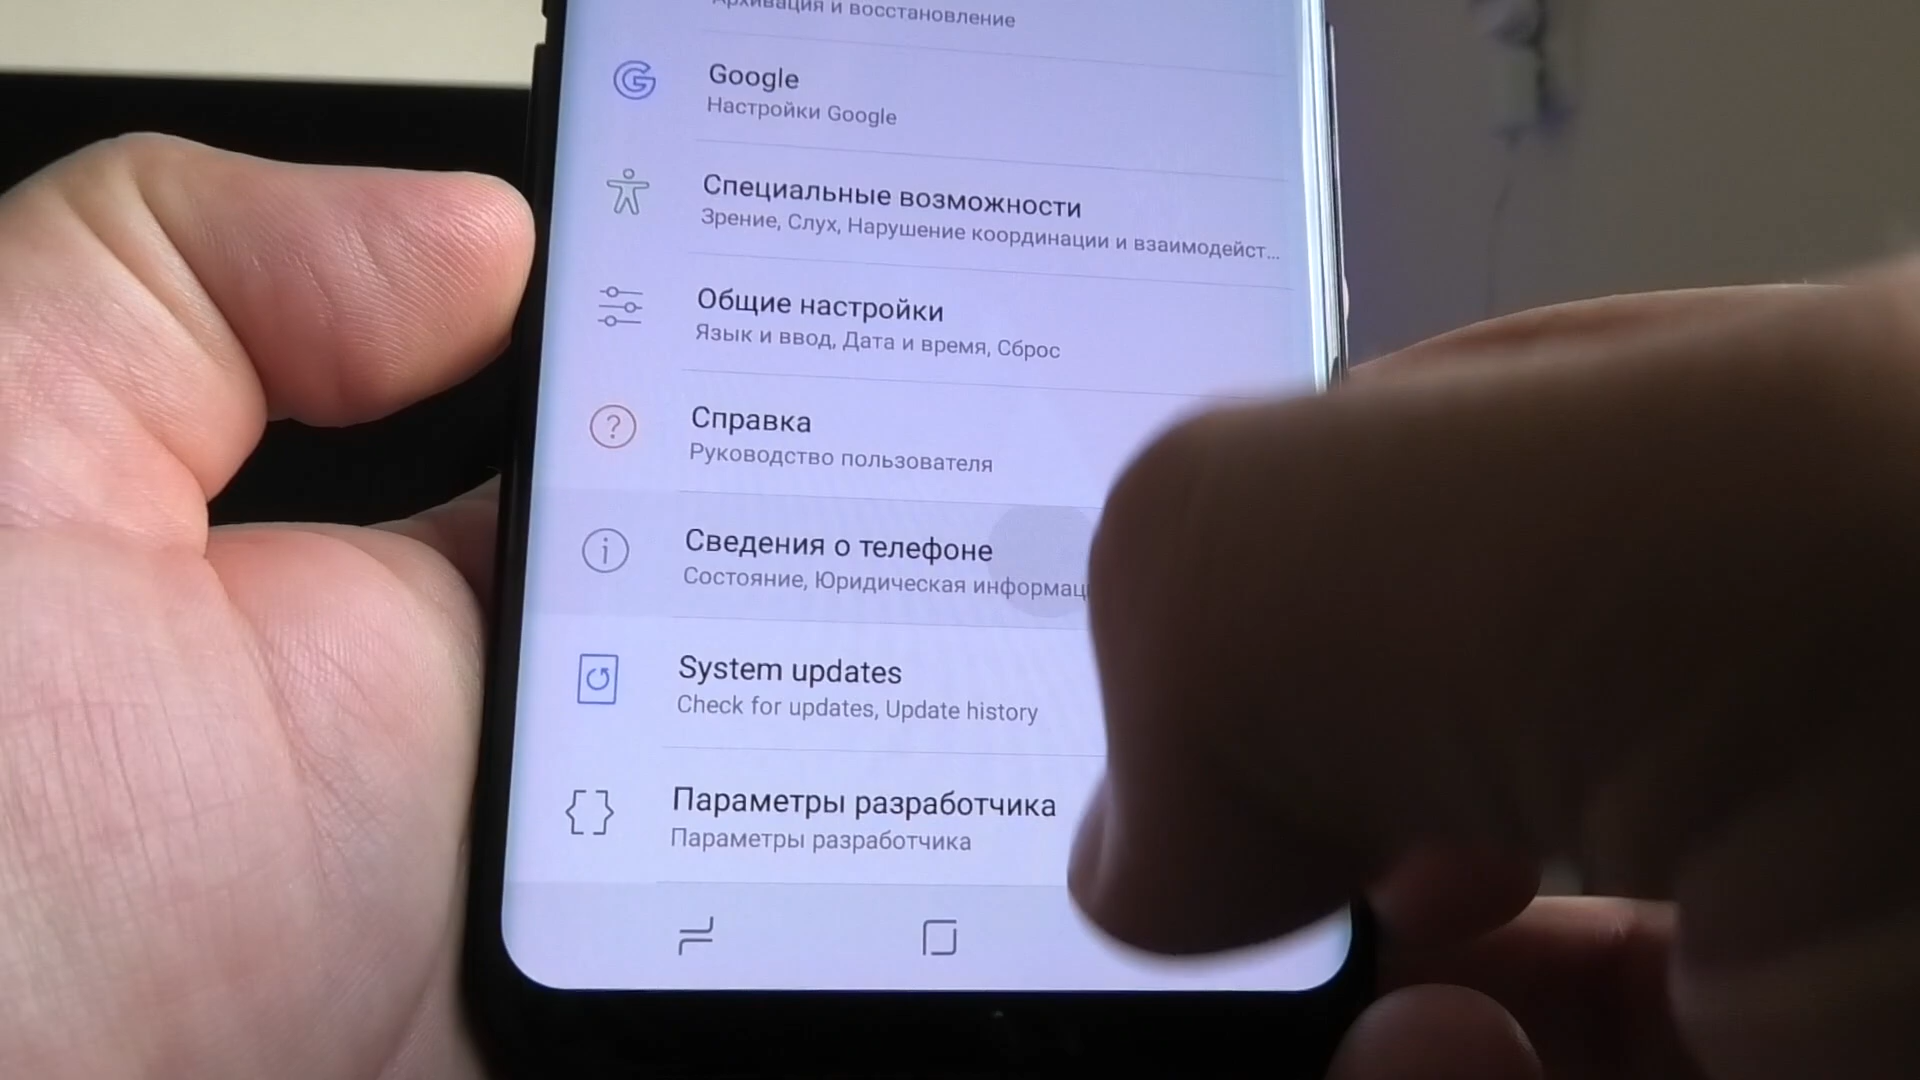 Архивация и восстановление
Google
Настройки Google
Специальные возможности
Зрение, Слух, Нарушение координации и взаимодейст...
Общие настройки
Язык и ввод, Дата и время, Сброс
Справка
Руководство пользователя
Сведения о телефоне
Состояние, Юридическая информаци
System updates
Check for updates, Update history
Параметры разработчика
Параметры разработчика